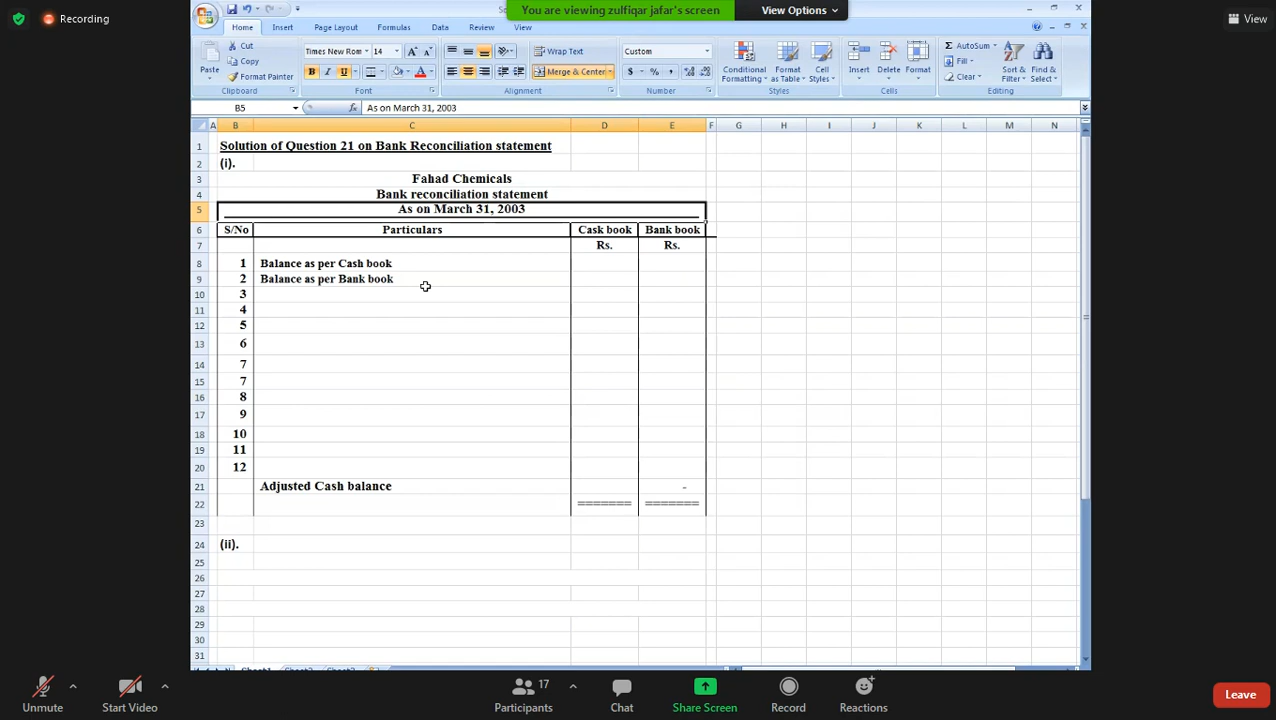 Recording
You are viewing zulfiqar jafar's screen
View Options
View
Home Insert Page Layout Formulas Data Review View
Paste
Cut
Copy
Format Painter
Clipboard
Times New Rom 14
B I U
Font
Wrap Text
Merge & Center
Alignment
Custom
$ % ,
Number
Conditional Formatting
Format as Table
Cell Styles
Styles
Insert Delete Format
Cells
AutoSum
Fill
Clear
Sort & Filter
Find & Select
Editing
B5 fx As on March 31, 2003
A B C D E F G H I J K L M N
1 Solution of Question 21 on Bank Reconciliation statement
2 (i).
3 Fahad Chemicals
4 Bank reconciliation statement
5 As on March 31, 2003
6 S/No Particulars Cask book Bank book
7 Rs. Rs.
8 1 Balance as per Cash book
9 2 Balance as per Bank book
10 3
11 4
12 5
13 6
14 7
15 7
16 8
17 9
18 10
19 11
20 12
21 Adjusted Cash balance -
22 ======= =======
23
24 (ii).
25
26
27
28
29
30
31
Unmute
Start Video
17
Participants
Chat
Share Screen
Record
Reactions
Leave